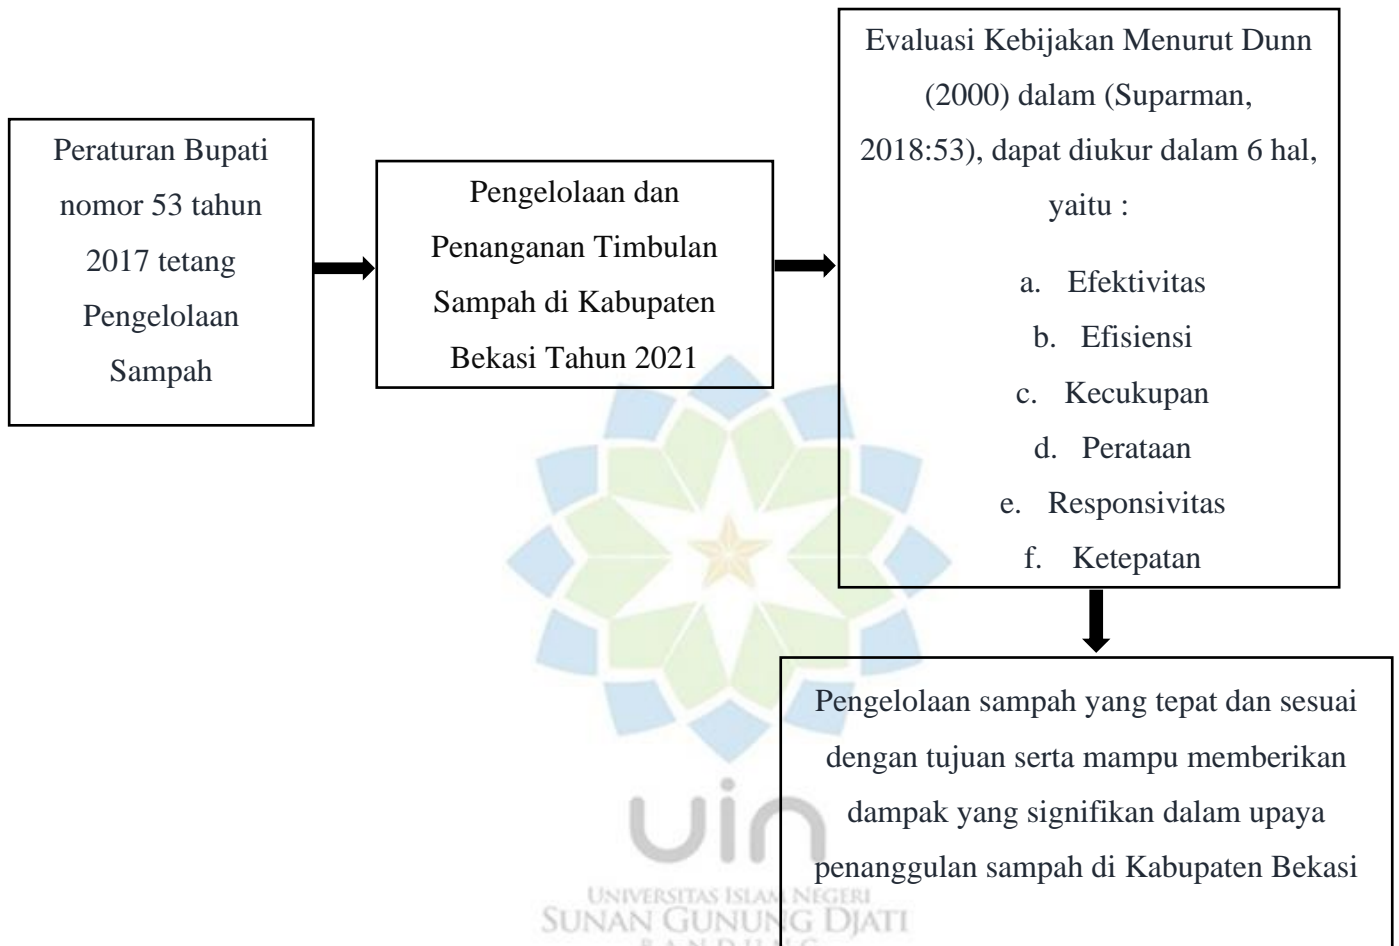 Peraturan Bupati
nomor 53 tahun
2017 tetang
Pengelolaan
Sampah
Pengelolaan dan
Penanganan Timbulan
Sampah di Kabupaten
Bekasi Tahun 2021
Evaluasi Kebijakan Menurut Dunn
(2000) dalam (Suparman,
2018:53), dapat diukur dalam 6 hal,
yaitu :
a. Efektivitas
b. Efisiensi
c. Kecukupan
d. Perataan
e. Responsivitas
f. Ketepatan
Pengelolaan sampah yang tepat dan sesuai
dengan tujuan serta mampu memberikan
dampak yang signifikan dalam upaya
penanggulan sampah di Kabupaten Bekasi
uin
UNIVERSITAS ISLAM NEGERI
SUNAN GUNUNG DJATI
BANDUNG